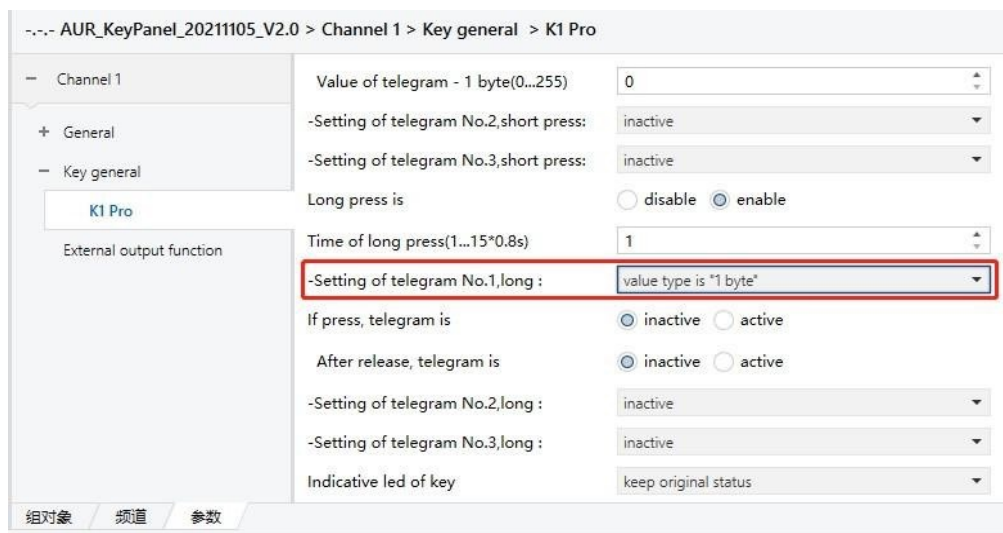 -.-.- AUR_KeyPanel_20211105_V2.0 > Channel 1 > Key general > K1 Pro
Channel 1
General
Key general
K1 Pro
External output function
Value of telegram - 1 byte(0...255) 0
-Setting of telegram No.2,short press: inactive
-Setting of telegram No.3,short press: inactive
Long press is disable enable
Time of long press(1...15*0.8s) 1
-Setting of telegram No.1,long : value type is "1 byte"
If press, telegram is inactive active
After release, telegram is inactive active
-Setting of telegram No.2,long : inactive
-Setting of telegram No.3,long : inactive
Indicative led of key keep original status
组对象 频道 参数